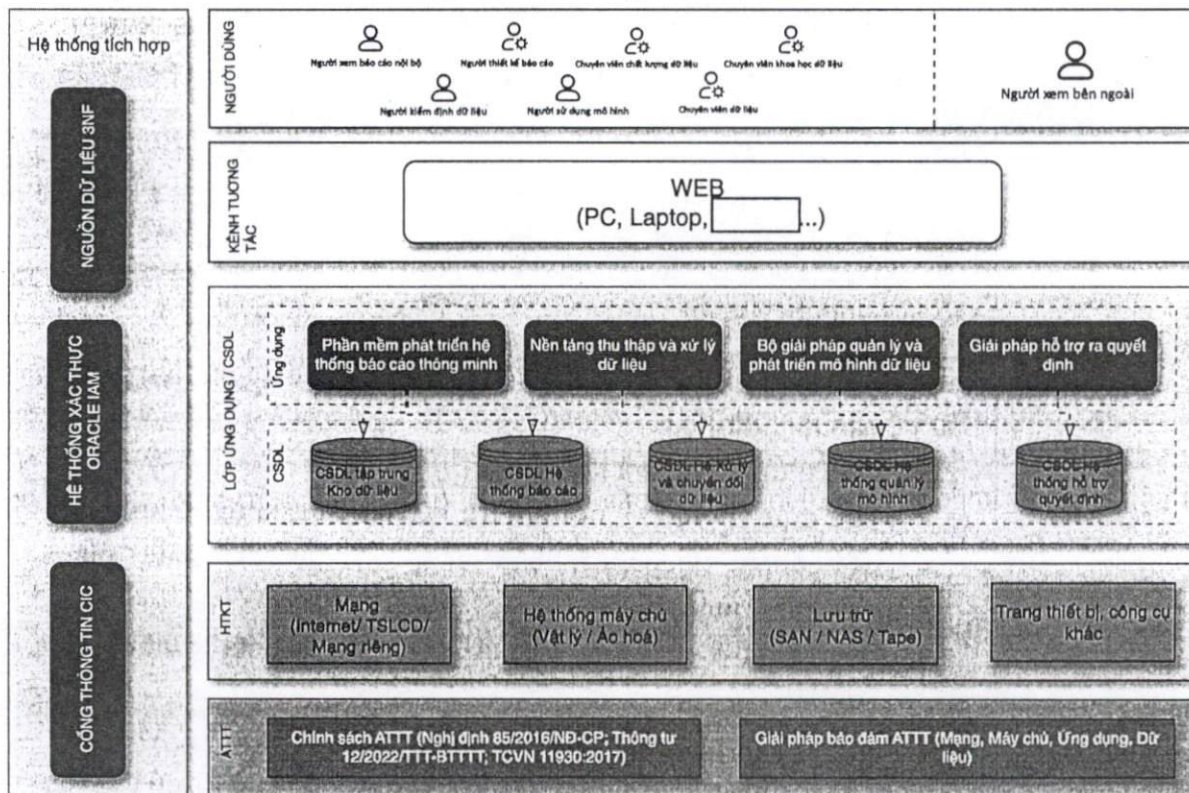 Hệ thống tích hợp
NGUỒN DỮ LIỆU 3NF
HỆ THỐNG XÁC THỰC
ORACLE IAM
CỔNG THÔNG TIN CIC
NGƯỜI DÙNG
Người xem báo cáo nội bộ
Người thiết kế báo cáo
Chuyên viên chất lượng dữ liệu
Chuyên viên khoa học dữ liệu
Người kiểm định dữ liệu
Người sử dụng mô hình
Chuyên viên dữ liệu
Người xem bên ngoài
KÊNH TƯƠNG
TÁC
WEB
(PC, Laptop, ...)
LỚP ỨNG DỤNG / CSDL
Ứng dụng
Phần mềm phát triển hệ
thống báo cáo thông minh
Nền tảng thu thập và xử lý
dữ liệu
Bộ giải pháp quản lý và
phát triển mô hình dữ liệu
Giải pháp hỗ trợ ra quyết
định
CSDL
CSDL tập trung
Kho dữ liệu
CSDL Hệ
thống báo cáo
CSDL Hệ Xử lý
và chuyển đổi
dữ liệu
CSDL Hệ
thống quản lý
mô hình
CSDL Hệ
thống hỗ trợ
quyết định
HTKT
Mạng
(Internet/ TSLCD/
Mạng riêng)
Hệ thống máy chủ
(Vật lý / Ảo hoá)
Lưu trữ
(SAN / NAS / Tape)
Trang thiết bị, công cụ
khác
ATTT
Chính sách ATTT (Nghị định 85/2016/NĐ-CP; Thông tư
12/2022/TTT-BTTTT; TCVN 11930:2017)
Giải pháp bảo đảm ATTT (Mạng, Máy chủ, Ứng dụng, Dữ
liệu)